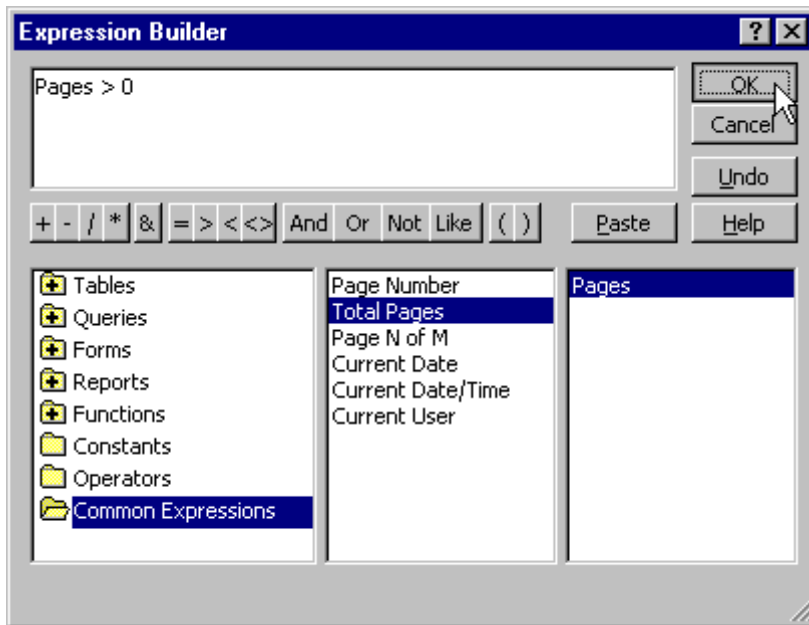 Expression Builder
? X
Pages > 0
OK
Cancel
Undo
+ - / * & = > < <> And Or Not Like ( ) Paste Help
Tables
Queries
Forms
Reports
Functions
Constants
Operators
Common Expressions
Page Number
Total Pages
Page N of M
Current Date
Current Date/Time
Current User
Pages